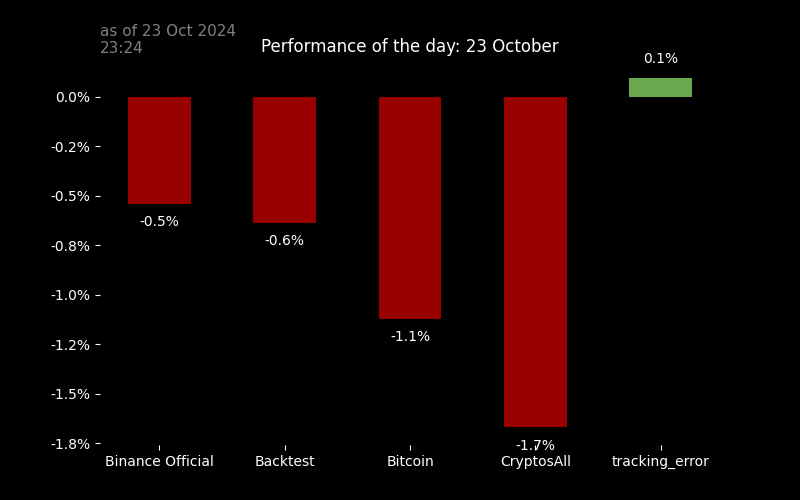 as of 23 Oct 2024
23:24
Performance of the day: 23 October
0.1%
0.0%
-0.2%
-0.5%
-0.8%
-1.0%
-1.2%
-1.5%
-1.8%
-0.5%
-0.6%
-1.1%
-1.7%
Binance Official
Backtest
Bitcoin
CryptosAll
tracking_error